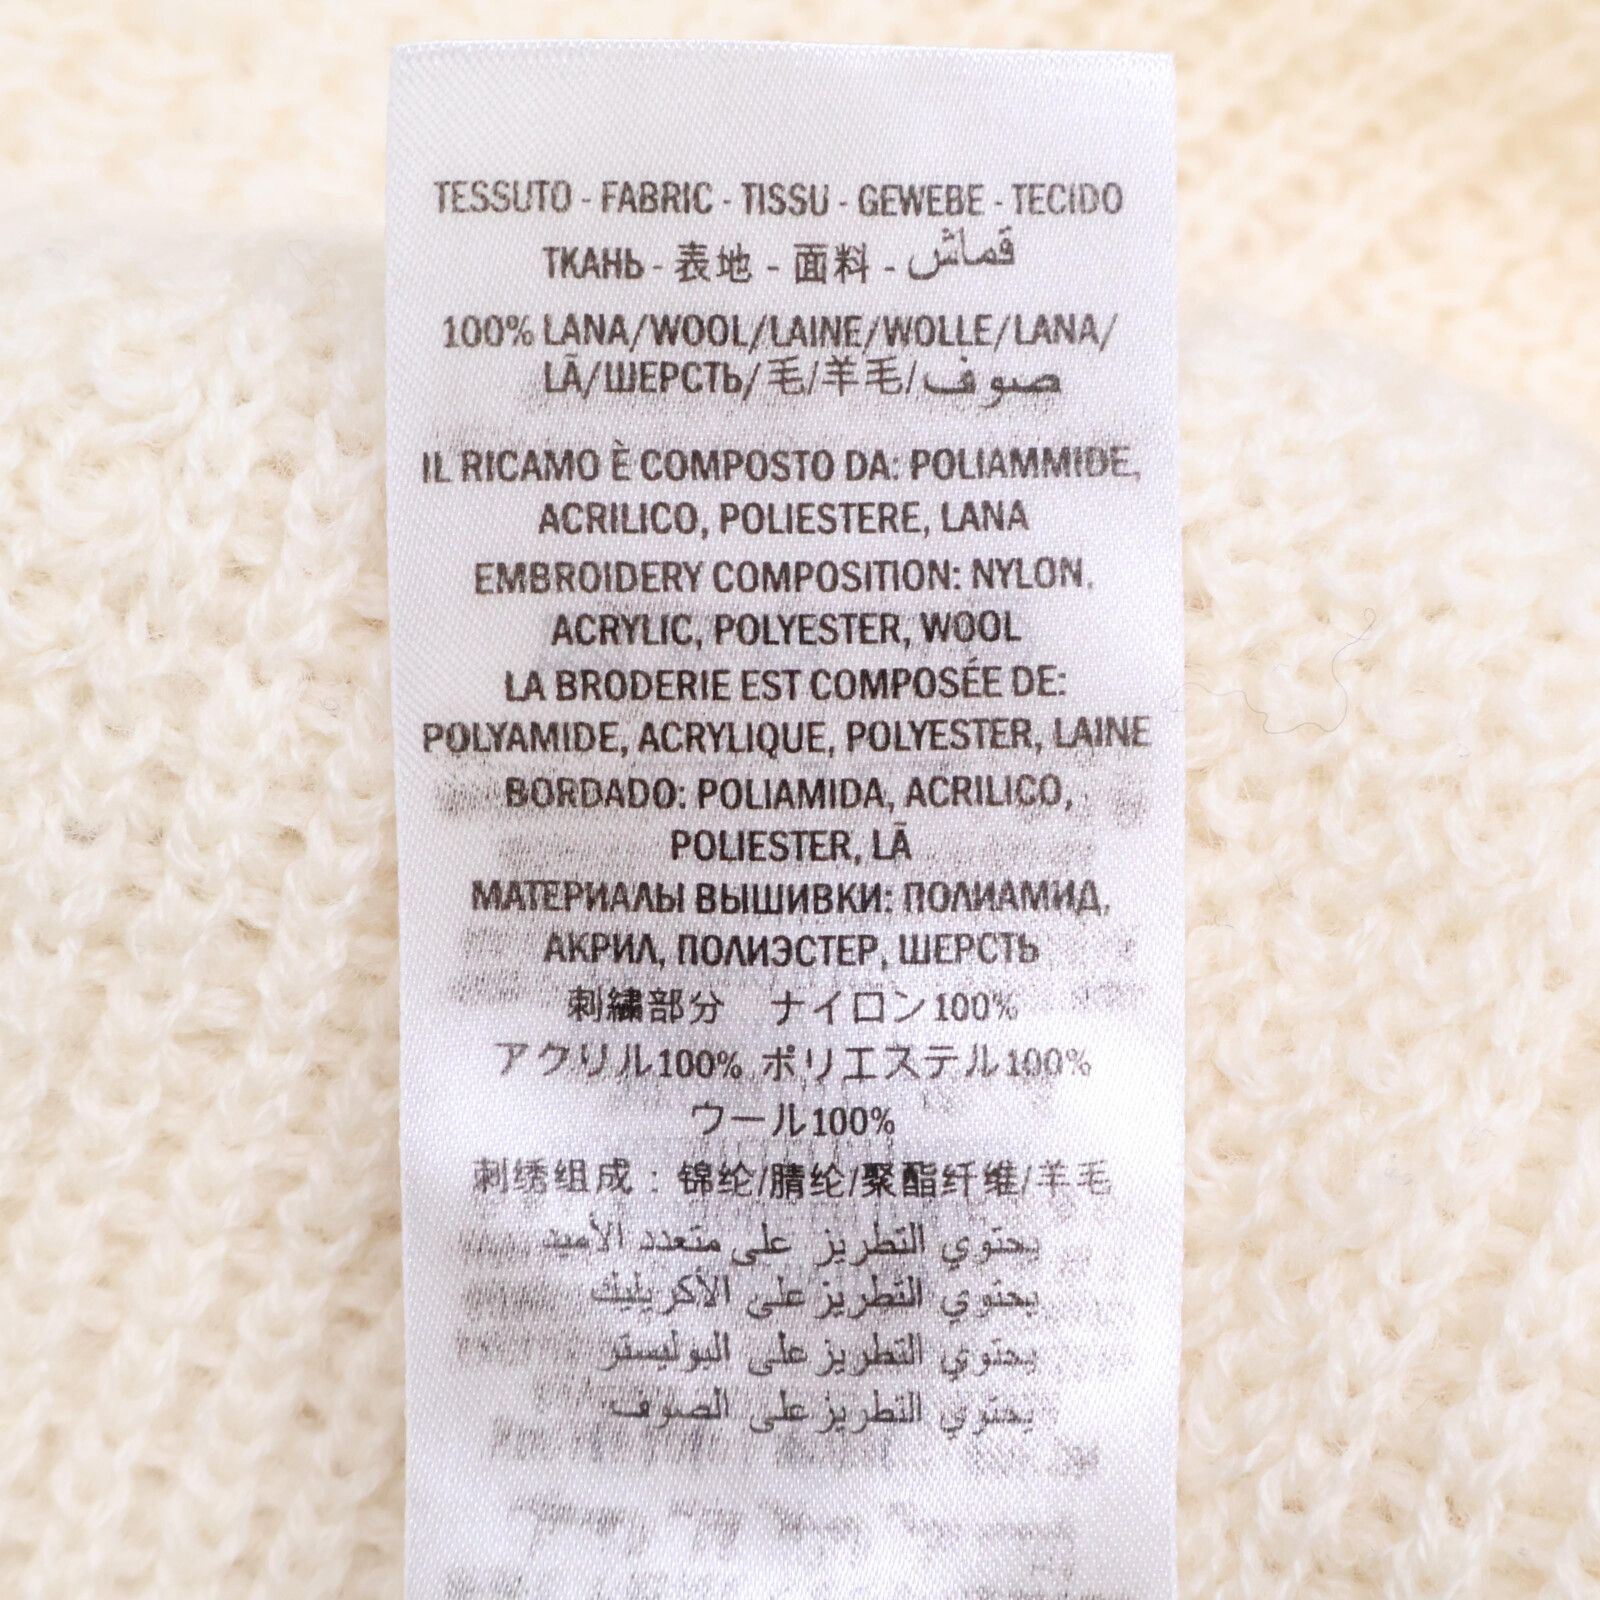 TESSUTO - FABRIC - TISSU - GEWEBE - TECIDO
ТКАНЬ - 表地 - 面料 - قماش
100% LANA/WOOL/LAINE/WOLLE/LANA/
LÃ/ШЕРСТЬ/毛/羊毛/صوف
IL RICAMO È COMPOSTO DA: POLIAMMIDE,
ACRILICO, POLIESTERE, LANA
EMBROIDERY COMPOSITION: NYLON,
ACRYLIC, POLYESTER, WOOL
LA BRODERIE EST COMPOSÉE DE:
POLYAMIDE, ACRYLIQUE, POLYESTER, LAINE
BORDADO: POLIAMIDA, ACRILICO,
POLIESTER, LÃ
МАТЕРИАЛЫ ВЫШИВКИ: ПОЛИАМИД,
АКРИЛ, ПОЛИЭСТЕР, ШЕРСТЬ
刺繍部分 ナイロン100%
アクリル100% ポリエステル100%
ウール100%
刺绣组成 : 锦纶/腈纶/聚酯纤维/羊毛
يحتوي التطريز على متعدد الأميد
يحتوي التطريز على الأكريليك
يحتوي التطريز على البوليستر
يحتوي التطريز على الصوف